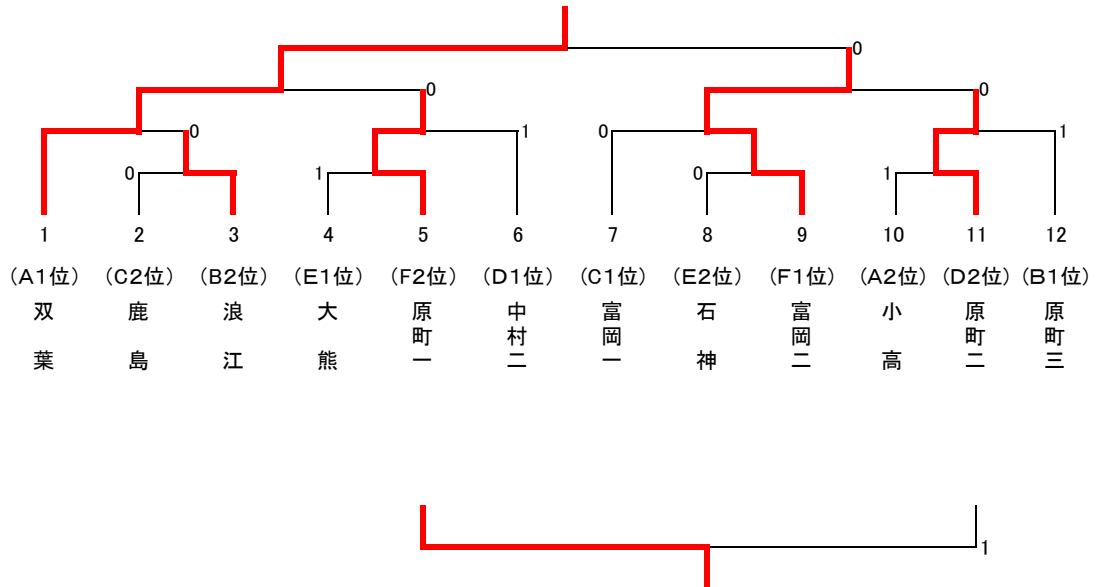 0
0 0
0 1 0 1
0 1 0 1
1 2 3 4 5 6 7 8 9 10 11 12
(A1位) (C2位) (B2位) (E1位) (F2位) (D1位) (C1位) (E2位) (F1位) (A2位) (D2位) (B1位)
双葉 鹿島 浪江 大熊 原町一 中村二 富岡一 石神 富岡二 小高 原町二 原町三
1